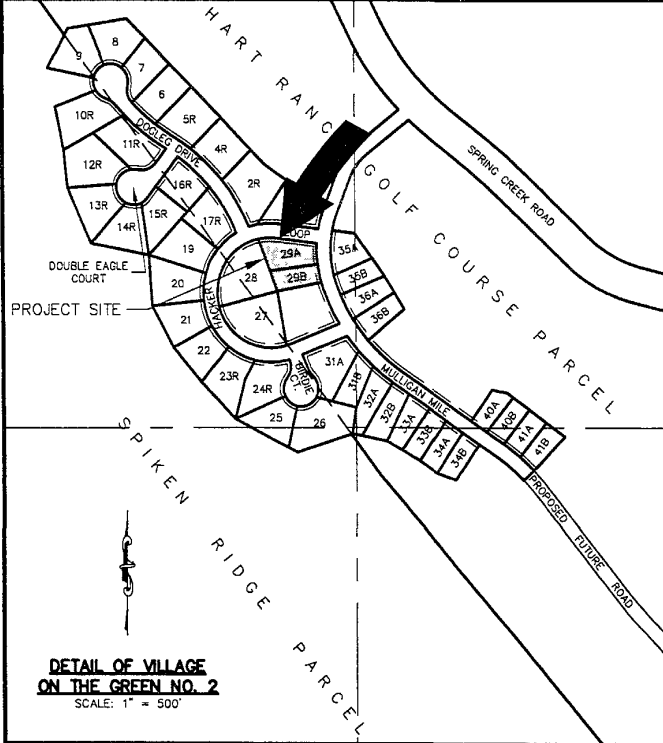 HART RANC
GOLF COURSE PARCEL
SPRING CREEK ROAD
8
9
7
6
5R
4R
2R
10R
11R
DOGLEG DRIVE
12R
16R
13R
15R
17R
14R
19
DOUBLE EAGLE
COURT
20
28
29A
LOOP
29B
35A
35B
36A
36B
PROJECT SITE
HACKER
21
27
22
23R
24R
BIRDIE
CT.
25
26
31A
31B
32A
32B
33A
33B
34A
34B
MULLIGAN MILE
40A
40B
41A
41B
PROPOSED FUTURE ROAD
SPIKEN RIDGE PARCEL
DETAIL OF VILLAGE
ON THE GREEN NO. 2
SCALE: 1" = 500'